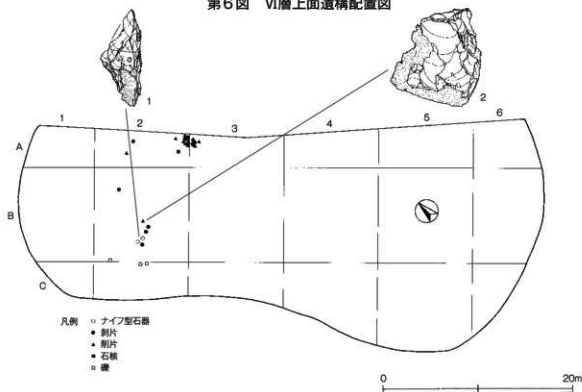 第6図 Ⅵ層上面遺構配置図
1
2
1 2 3 4 5 6
A
B
C
凡例
ナイフ型石器
剥片
削片
石核
礫
0 20m